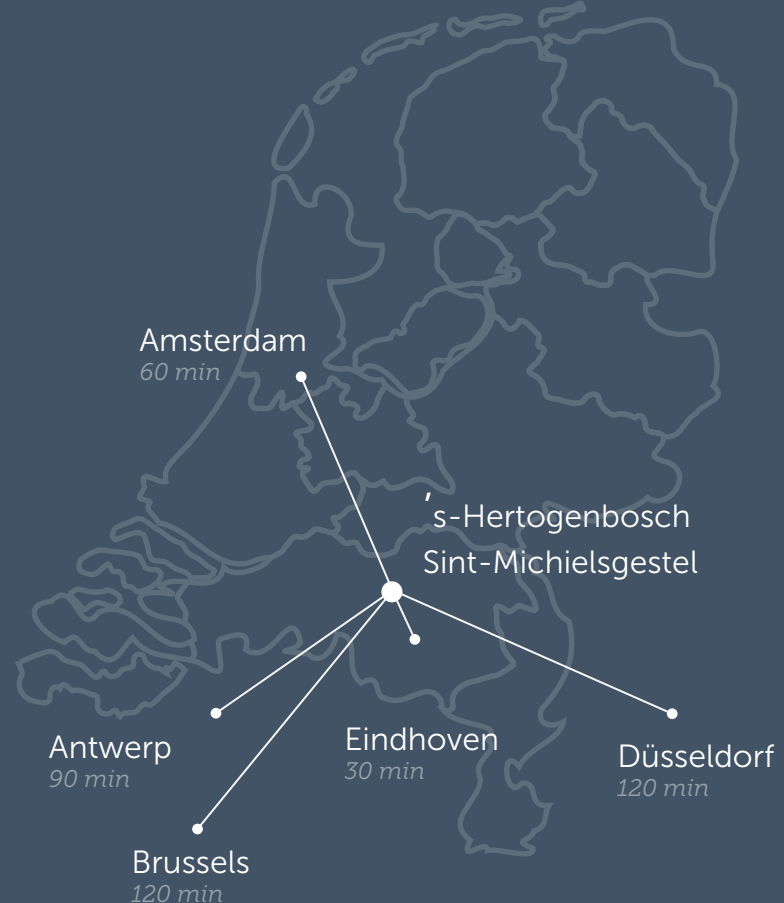 Amsterdam
60 min
's-Hertogenbosch
Sint-Michielsgestel
Antwerp
90 min
Eindhoven
30 min
Düsseldorf
120 min
Brussels
120 min